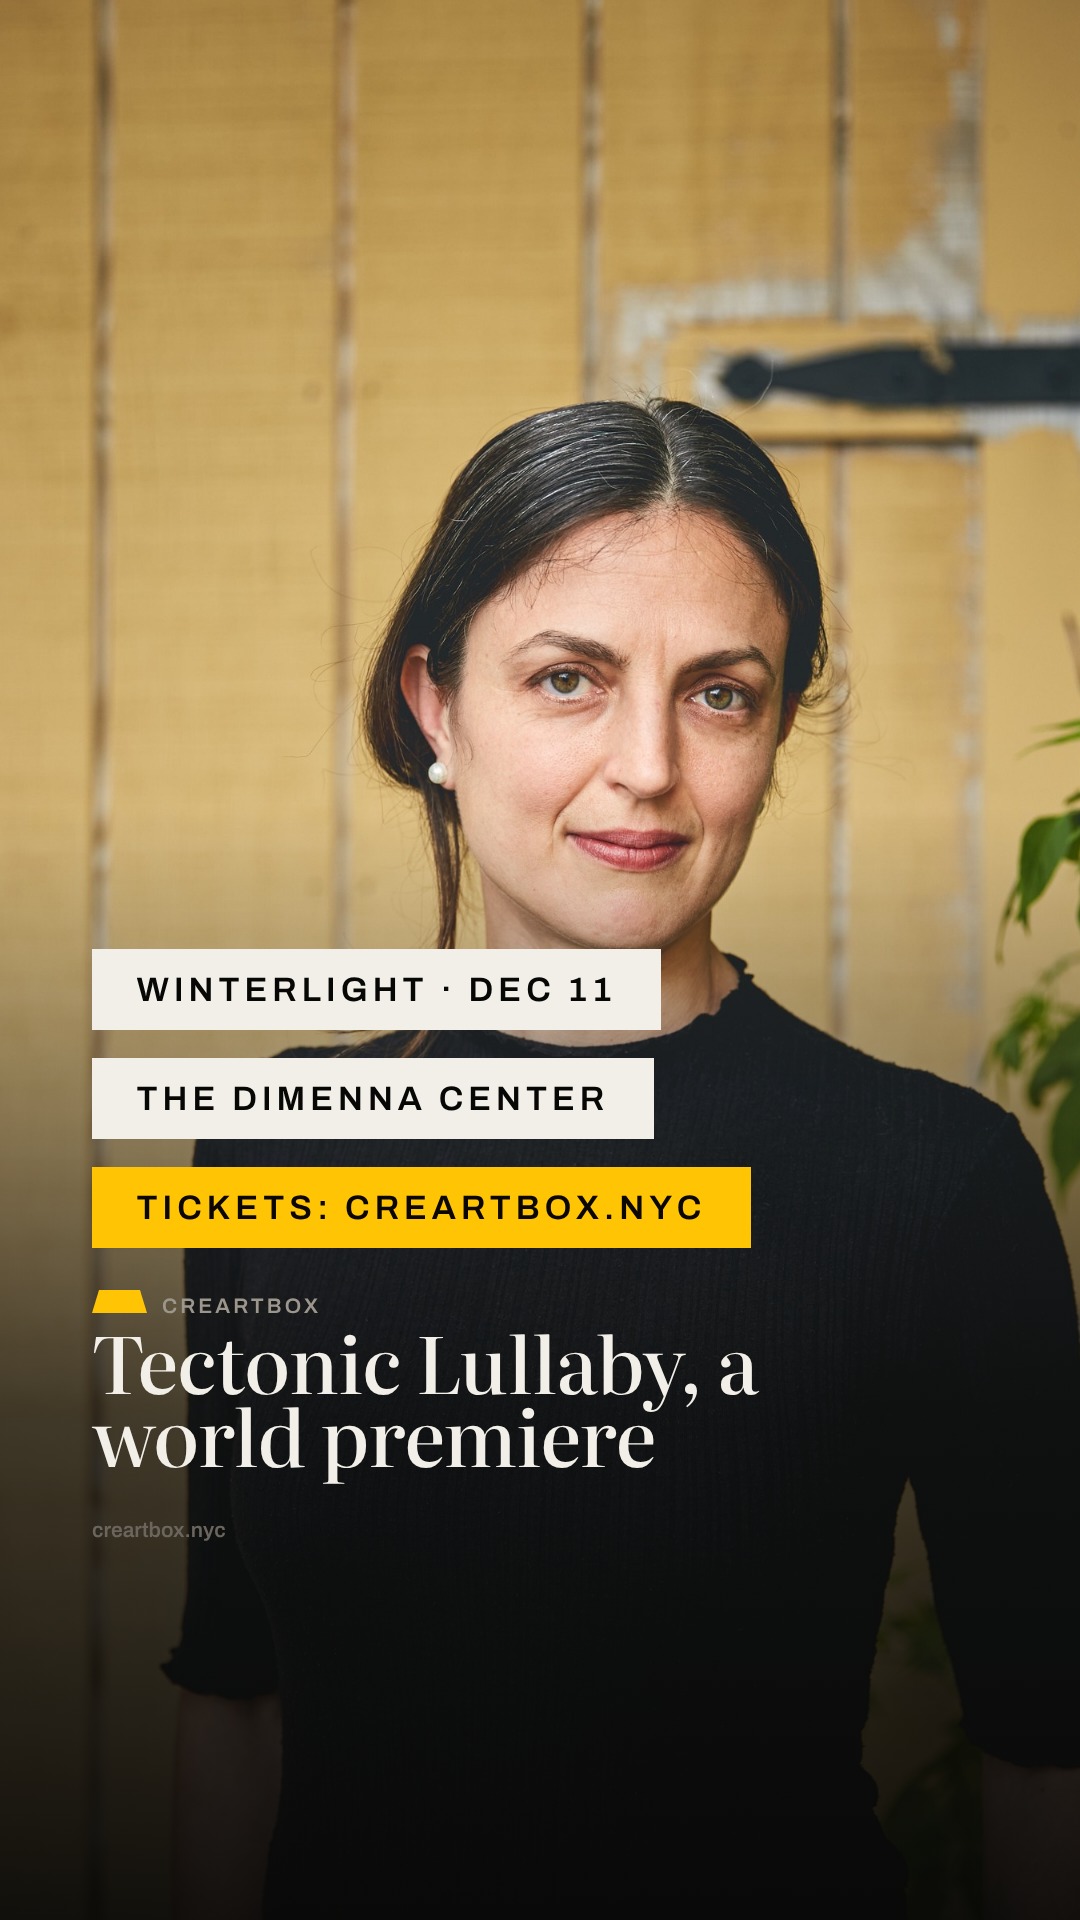 WINTERLIGHT · DEC 11
THE DIMENNA CENTER
TICKETS: CREARTBOX.NYC
CREARTBOX
Tectonic Lullaby, a
world premiere
creartbox.nyc